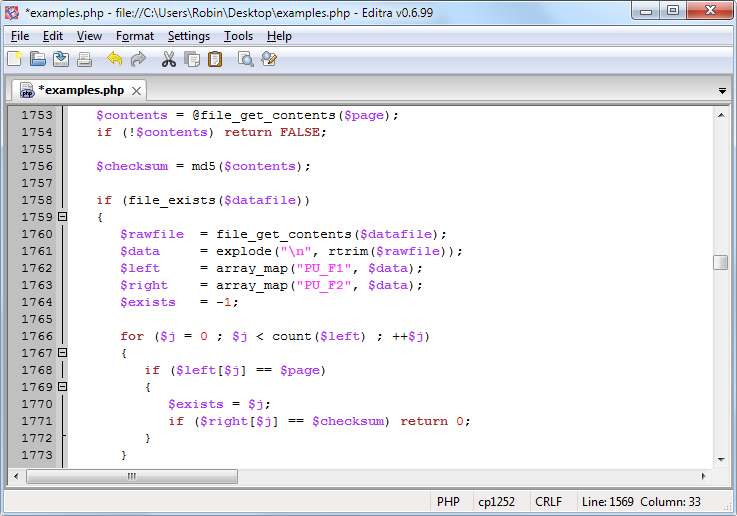 *examples.php - file://C:\Users\Robin\Desktop\examples.php - Editra v0.6.99
File Edit View Format Settings Tools Help
*examples.php
1753 $contents = @file_get_contents($page);
1754 if (!$contents) return FALSE;
1755
1756 $checksum = md5($contents);
1757
1758 if (file_exists($datafile))
1759 {
1760 $rawfile = file_get_contents($datafile);
1761 $data = explode("\n", rtrim($rawfile));
1762 $left = array_map("PU_F1", $data);
1763 $right = array_map("PU_F2", $data);
1764 $exists = -1;
1765
1766 for ($j = 0 ; $j < count($left) ; ++$j)
1767 {
1768 if ($left[$j] == $page)
1769 {
1770 $exists = $j;
1771 if ($right[$j] == $checksum) return 0;
1772 }
1773 }
PHP cp1252 CRLF Line: 1569 Column: 33